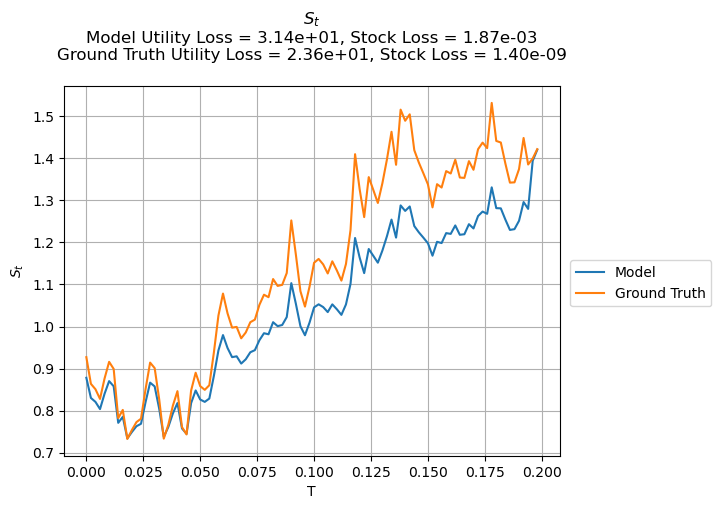 S_t
Model Utility Loss = 3.14e+01, Stock Loss = 1.87e-03
Ground Truth Utility Loss = 2.36e+01, Stock Loss = 1.40e-09
1.5
1.4
1.3
1.2
1.1
1.0
0.9
0.8
0.7
S_t
0.000 0.025 0.050 0.075 0.100 0.125 0.150 0.175 0.200
T
Model
Ground Truth